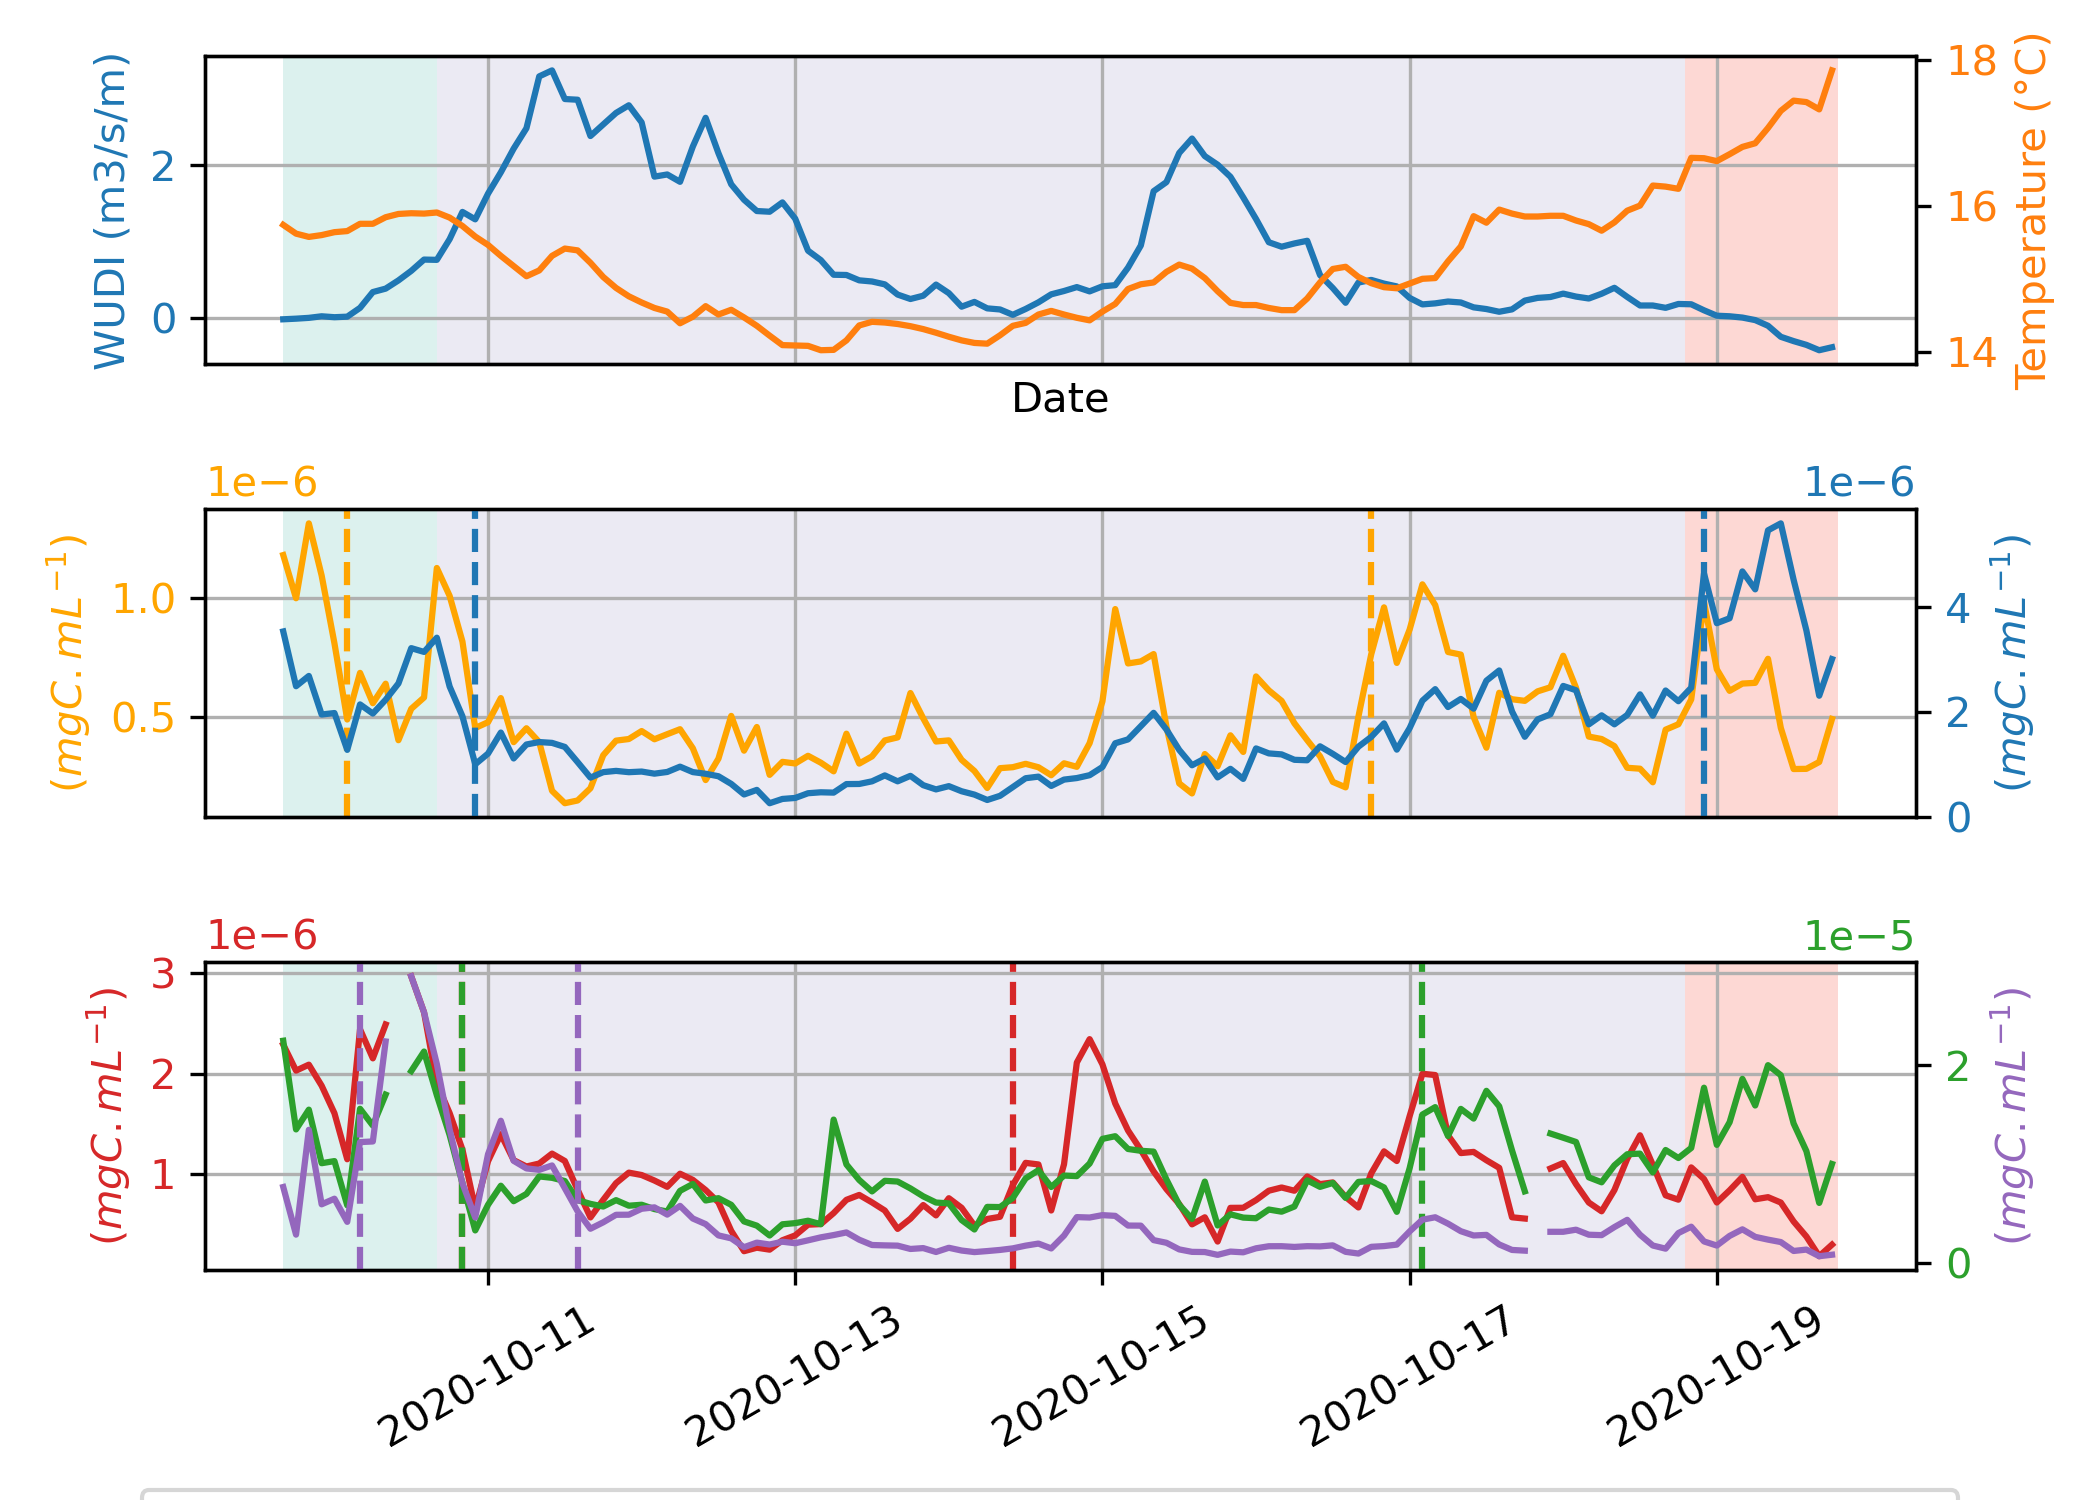 WUDI (m3/s/m)
2
0
18
16
14
Temperature (°C)
Date
1e−6
1e−6
(mgC.mL⁻¹)
1.0
0.5
4
2
0
(mgC.mL⁻¹)
1e−6
1e−5
(mgC.mL⁻¹)
3
2
1
2
0
(mgC.mL⁻¹)
2020-10-11
2020-10-13
2020-10-15
2020-10-17
2020-10-19